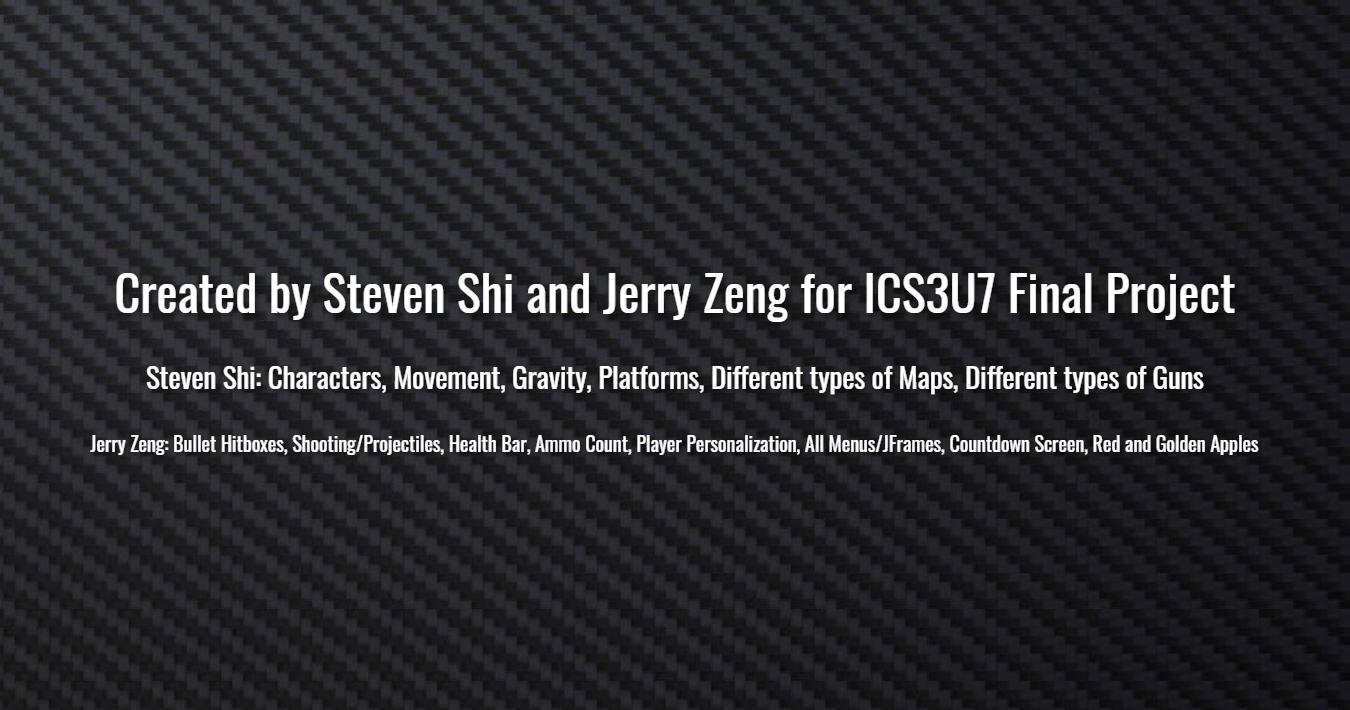 Created by Steven Shi and Jerry Zeng for ICS3U7 Final Project
Steven Shi: Characters, Movement, Gravity, Platforms, Different types of Maps, Different types of Guns
Jerry Zeng: Bullet Hitboxes, Shooting/Projectiles, Health Bar, Ammo Count, Player Personalization, All Menus/JFrames, Countdown Screen, Red and Golden Apples